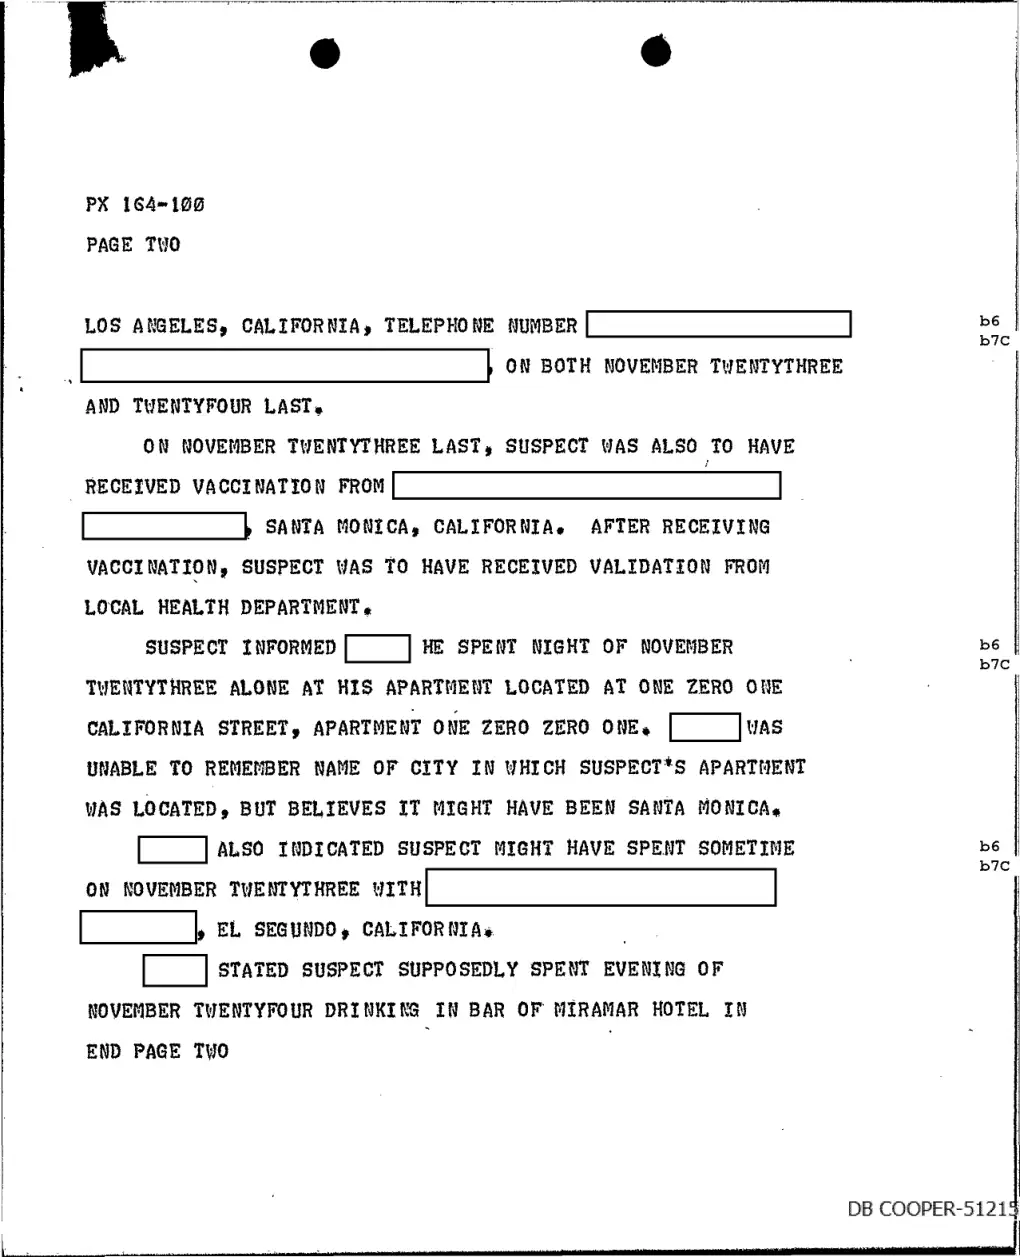 PX 164-100
PAGE TWO
LOS ANGELES, CALIFORNIA, TELEPHONE NUMBER
b6
b7C
, ON BOTH NOVEMBER TWENTYTHREE
AND TWENTYFOUR LAST.
ON NOVEMBER TWENTYTHREE LAST, SUSPECT WAS ALSO TO HAVE
RECEIVED VACCINATION FROM
, SANTA MONICA, CALIFORNIA. AFTER RECEIVING
VACCINATION, SUSPECT WAS TO HAVE RECEIVED VALIDATION FROM
LOCAL HEALTH DEPARTMENT.
SUSPECT INFORMED HE SPENT NIGHT OF NOVEMBER
b6
b7C
TWENTYTHREE ALONE AT HIS APARTMENT LOCATED AT ONE ZERO ONE
CALIFORNIA STREET, APARTMENT ONE ZERO ZERO ONE. WAS
UNABLE TO REMEMBER NAME OF CITY IN WHICH SUSPECT*S APARTMENT
WAS LOCATED, BUT BELIEVES IT MIGHT HAVE BEEN SANTA MONICA.
ALSO INDICATED SUSPECT MIGHT HAVE SPENT SOMETIME
b6
b7C
ON NOVEMBER TWENTYTHREE WITH
, EL SEGUNDO, CALIFORNIA.
STATED SUSPECT SUPPOSEDLY SPENT EVENING OF
NOVEMBER TWENTYFOUR DRINKING IN BAR OF MIRAMAR HOTEL IN
END PAGE TWO
DB COOPER-51215